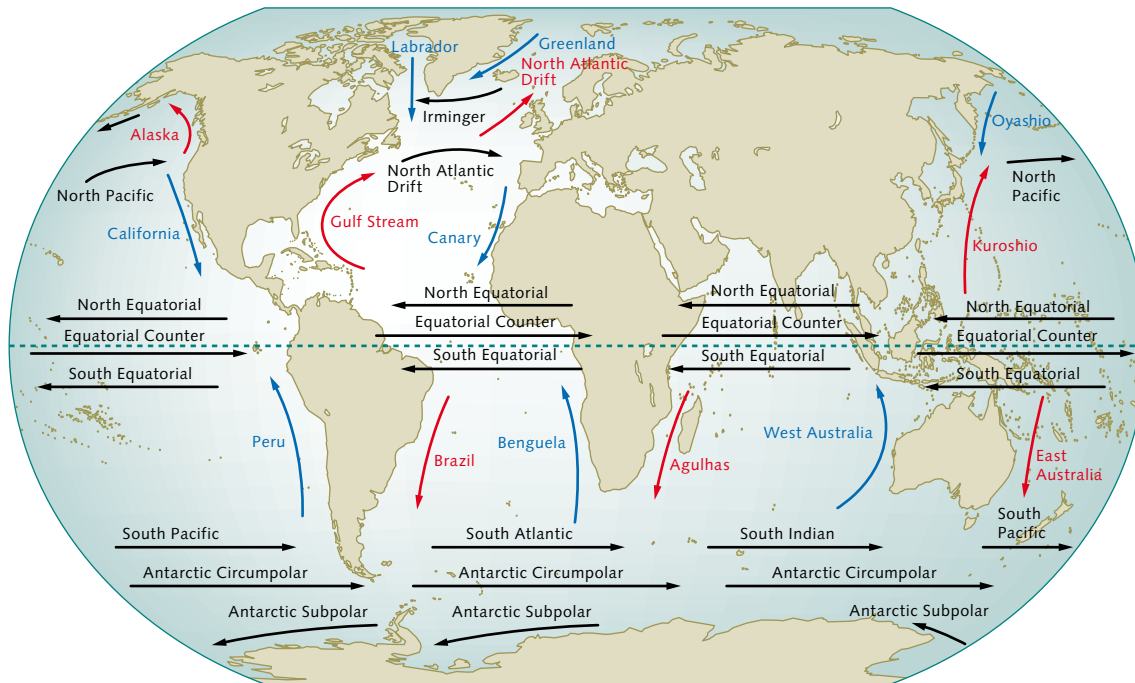 Labrador
Greenland
North Atlantic
Drift
Irminger
Oyashio
Alaska
North Atlantic
Drift
North Pacific
North
Pacific
Gulf Stream
California
Canary
Kuroshio
North Equatorial
North Equatorial
North Equatorial
North Equatorial
Equatorial Counter
Equatorial Counter
Equatorial Counter
Equatorial Counter
South Equatorial
South Equatorial
South Equatorial
South Equatorial
Peru
Brazil
Benguela
Agulhas
West Australia
East
Australia
South Pacific
South Atlantic
South Indian
South
Pacific
Antarctic Circumpolar
Antarctic Circumpolar
Antarctic Circumpolar
Antarctic Subpolar
Antarctic Subpolar
Antarctic Subpolar